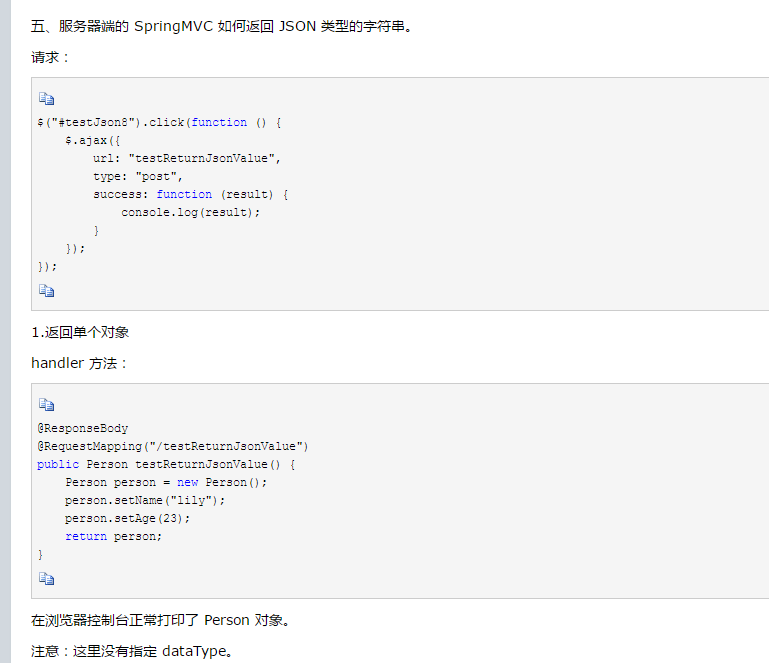 五、服务器端的 SpringMVC 如何返回 JSON 类型的字符串。
请求：
$("#testJson8").click(function () {
    $.ajax({
        url: "testReturnJsonValue",
        type: "post",
        success: function (result) {
            console.log(result);
        }
    });
});
1.返回单个对象
handler 方法：
@ResponseBody
@RequestMapping("/testReturnJsonValue")
public Person testReturnJsonValue() {
    Person person = new Person();
    person.setName("lily");
    person.setAge(23);
    return person;
}
在浏览器控制台正常打印了 Person 对象。
注意：这里没有指定 dataType。